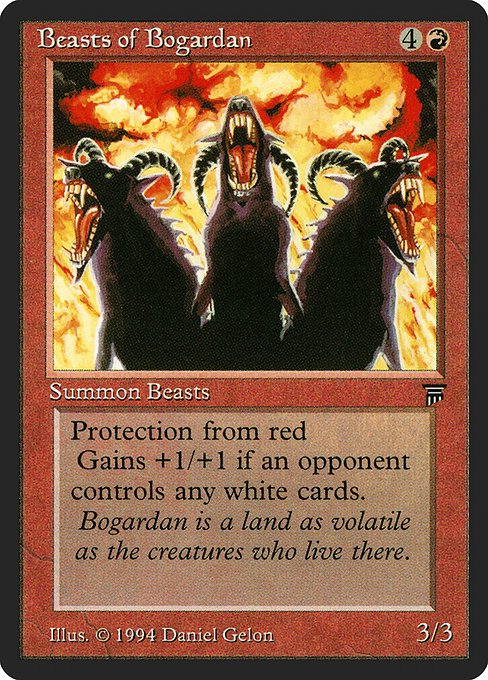 Beasts of Bogardan 4
Summon Beasts
Protection from red
Gains +1/+1 if an opponent
controls any white cards.
Bogardan is a land as volatile
as the creatures who live there.
Illus. © 1994 Daniel Gelon 3/3